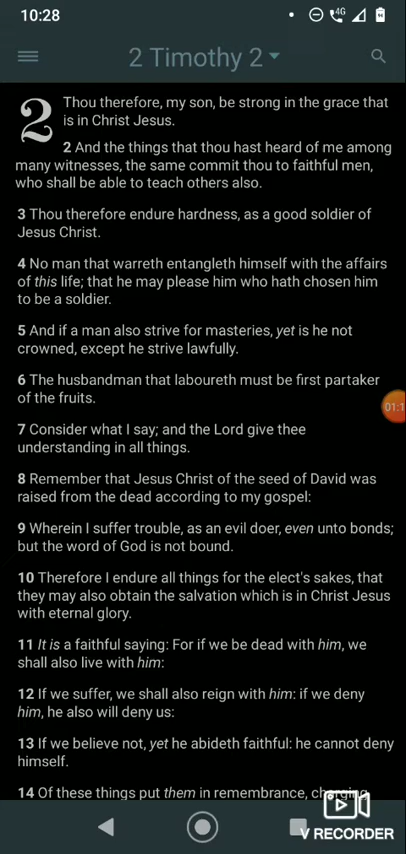 10:28
4G
2 Timothy 2
2 Thou therefore, my son, be strong in the grace that
is in Christ Jesus.
2 And the things that thou hast heard of me among
many witnesses, the same commit thou to faithful men,
who shall be able to teach others also.
3 Thou therefore endure hardness, as a good soldier of
Jesus Christ.
4 No man that warreth entangleth himself with the affairs
of this life; that he may please him who hath chosen him
to be a soldier.
5 And if a man also strive for masteries, yet is he not
crowned, except he strive lawfully.
6 The husbandman that laboureth must be first partaker
of the fruits.
7 Consider what I say; and the Lord give thee
understanding in all things.
8 Remember that Jesus Christ of the seed of David was
raised from the dead according to my gospel:
9 Wherein I suffer trouble, as an evil doer, even unto bonds;
but the word of God is not bound.
10 Therefore I endure all things for the elect's sakes, that
they may also obtain the salvation which is in Christ Jesus
with eternal glory.
11 It is a faithful saying: For if we be dead with him, we
shall also live with him:
12 If we suffer, we shall also reign with him: if we deny
him, he also will deny us:
13 If we believe not, yet he abideth faithful: he cannot deny
himself.
14 Of these things put them in remembrance, charging
01:1
V RECORDER